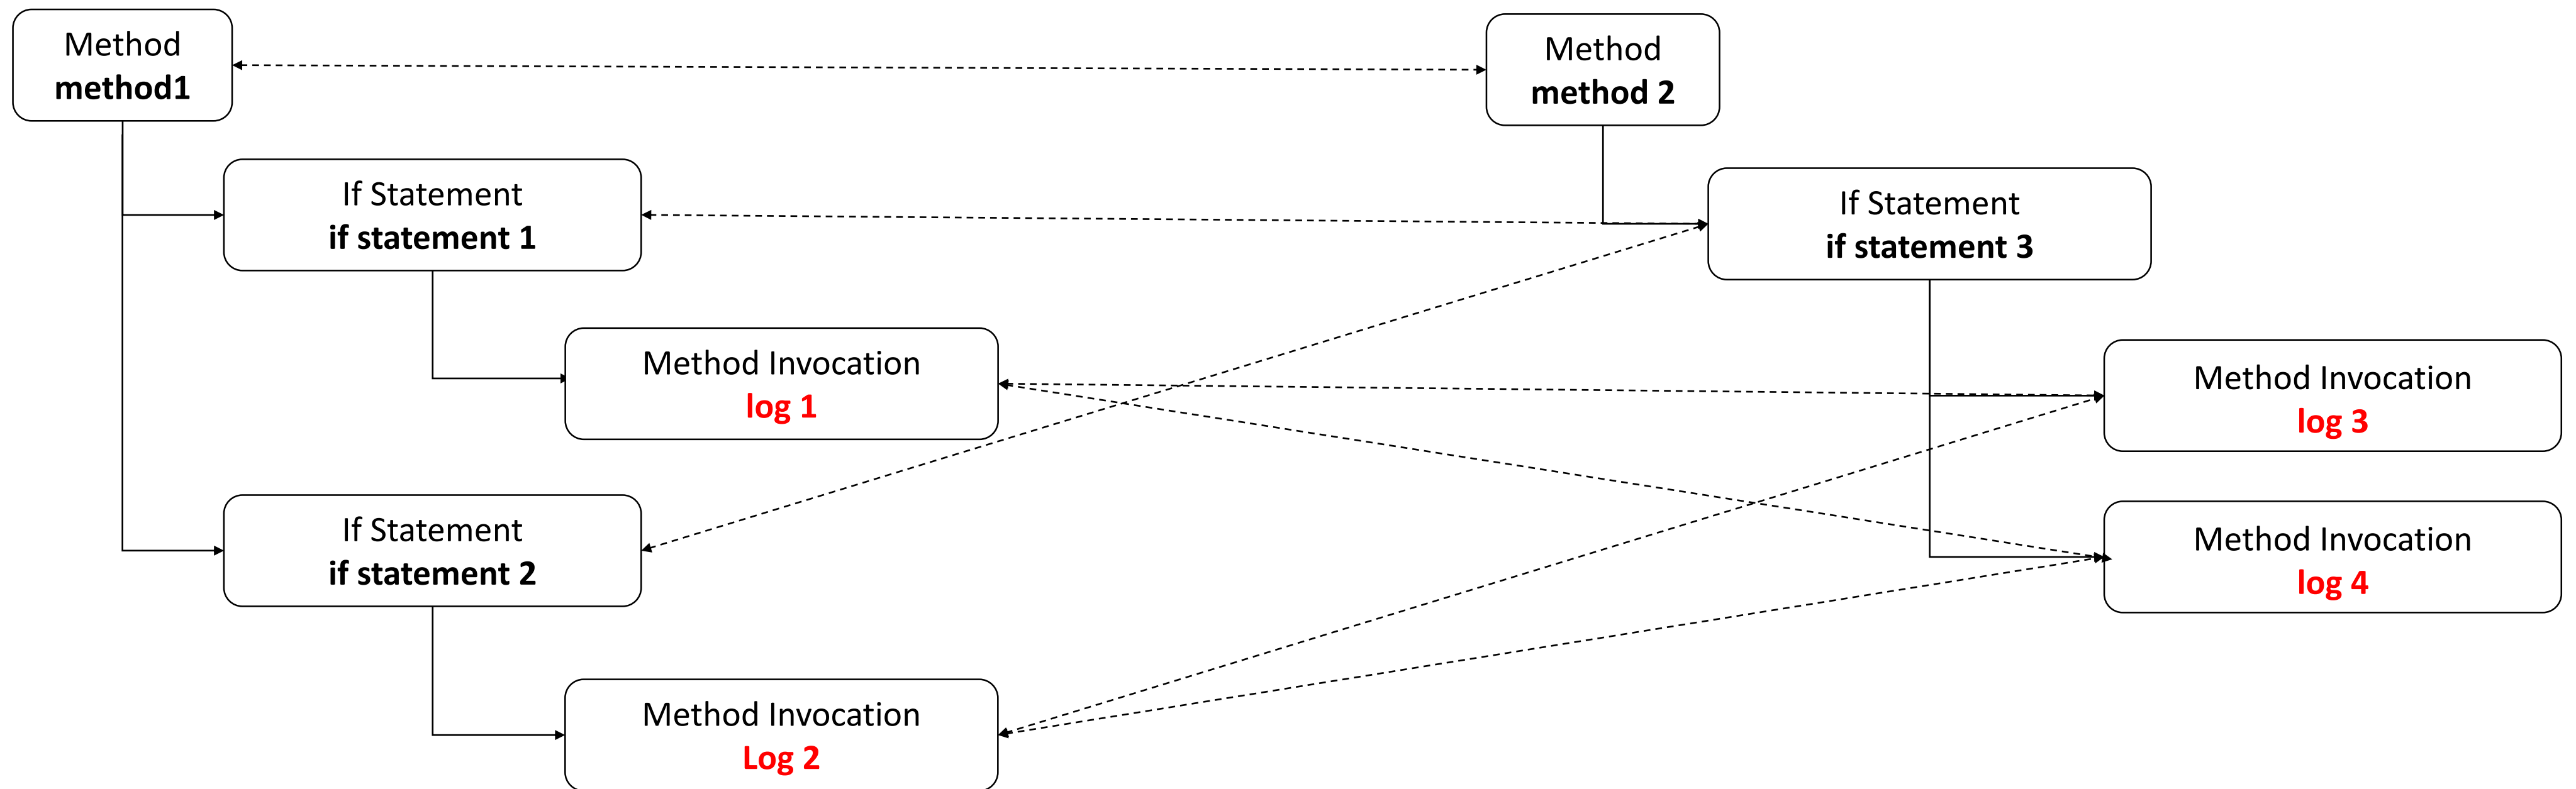 Method
method1
Method
method 2
If Statement
if statement 1
If Statement
if statement 3
Method Invocation
log 1
Method Invocation
log 3
If Statement
if statement 2
Method Invocation
log 4
Method Invocation
Log 2